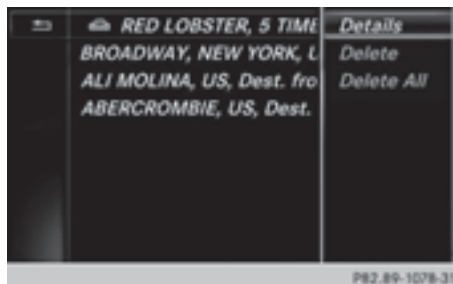 RED LOBSTER, 5 TIME
BROADWAY, NEW YORK, U
ALI MOLINA, US, Dest. fro
ABERCROMBIE, US, Dest.
Details
Delete
Delete All
P82.89-1078-31